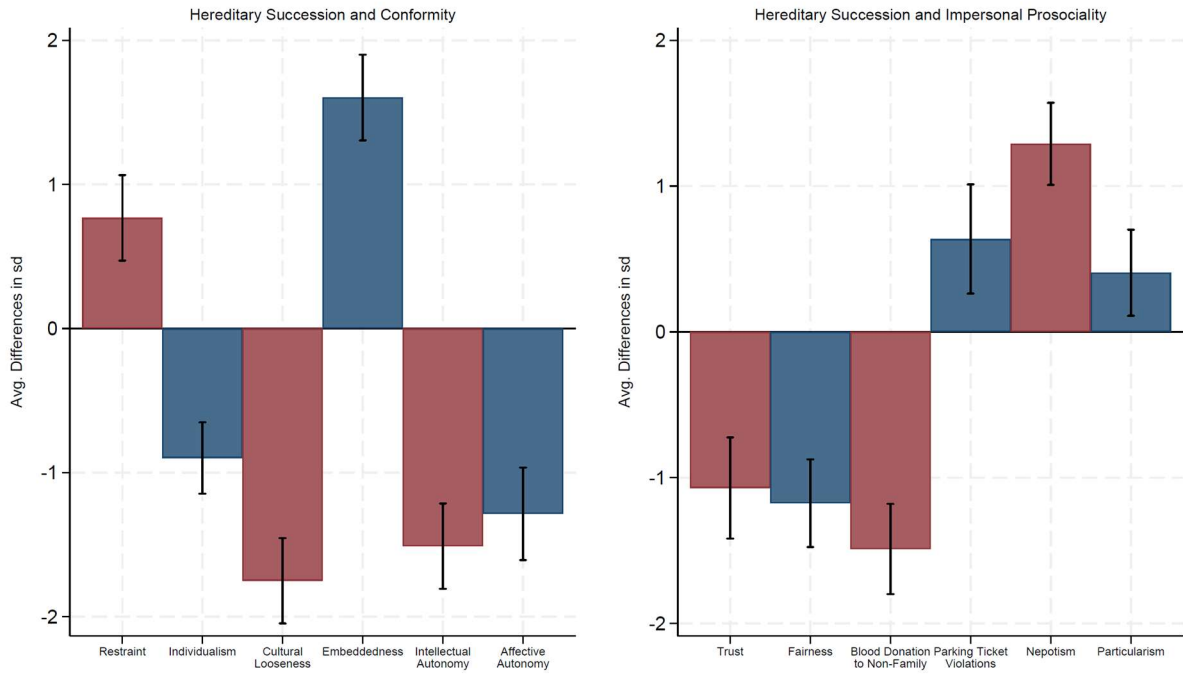 Hereditary Succession and Conformity
Avg. Differences in sd
2
1
0
-1
-2
Restraint
Individualism
Cultural
Looseness
Embeddedness
Intellectual
Autonomy
Affective
Autonomy
Hereditary Succession and Impersonal Prosociality
Avg. Differences in sd
2
1
0
-1
-2
Trust
Fairness
Blood Donation
to Non-Family
Parking Ticket
Violations
Nepotism
Particularism